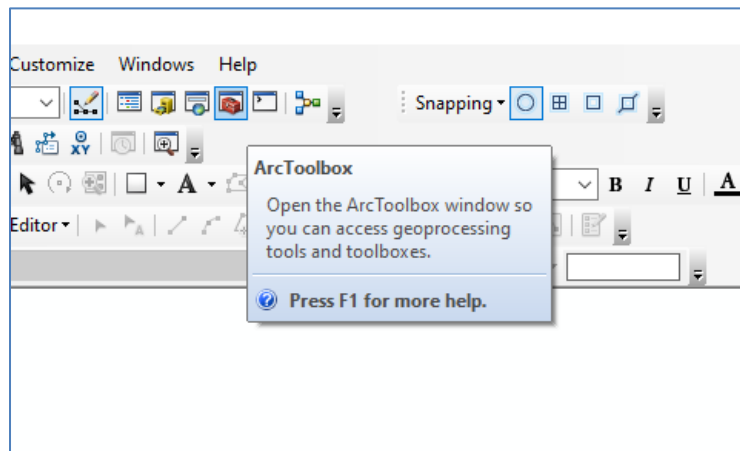 Customize Windows Help
Snapping
XY
A B I U A
ArcToolbox
Open the ArcToolbox window so
you can access geoprocessing
tools and toolboxes.
Editor
Press F1 for more help.